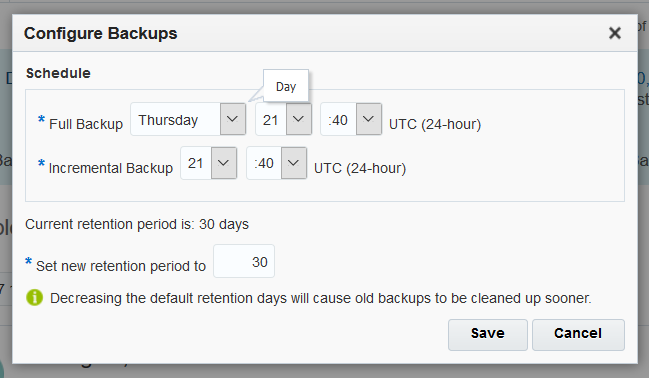 Configure Backups
Schedule
Day
* Full Backup Thursday 21 :40 UTC (24-hour)
* Incremental Backup 21 :40 UTC (24-hour)
Current retention period is: 30 days
* Set new retention period to 30
Decreasing the default retention days will cause old backups to be cleaned up sooner.
Save Cancel